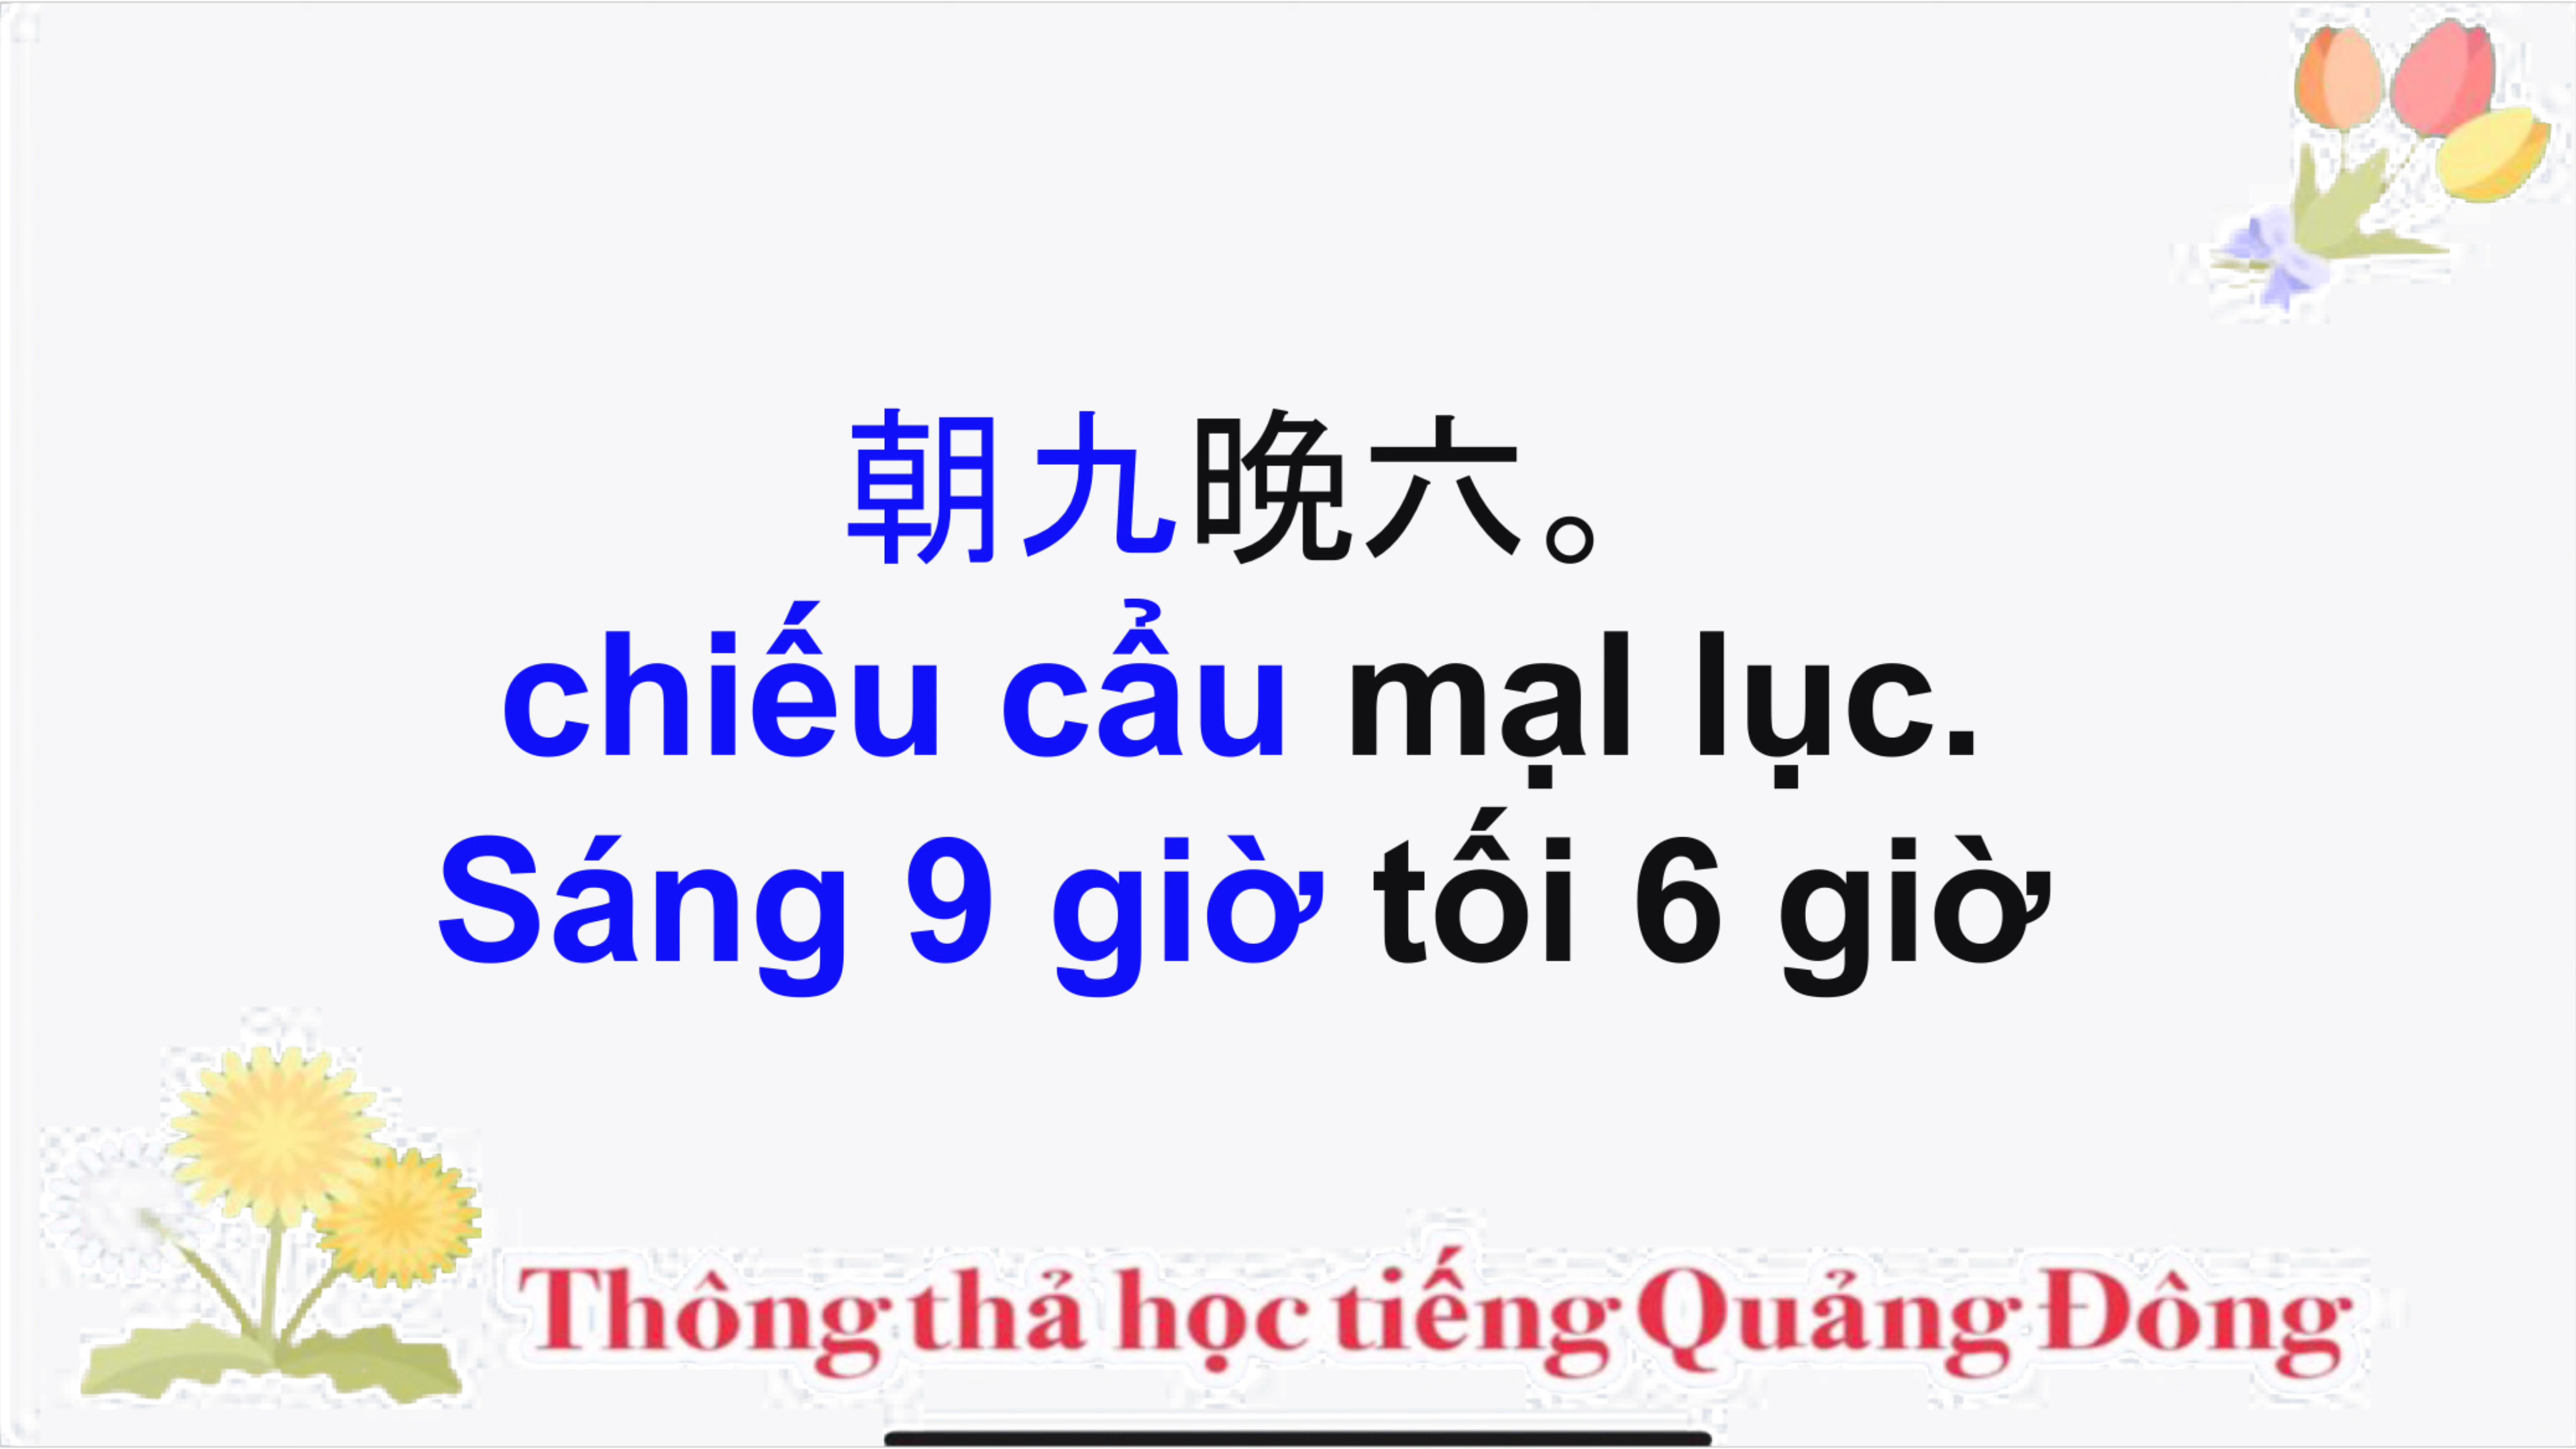 朝九晚六。
chiếu cẩu mạl lục.
Sáng 9 giờ tối 6 giờ
Thông thả học tiếng Quảng Đông